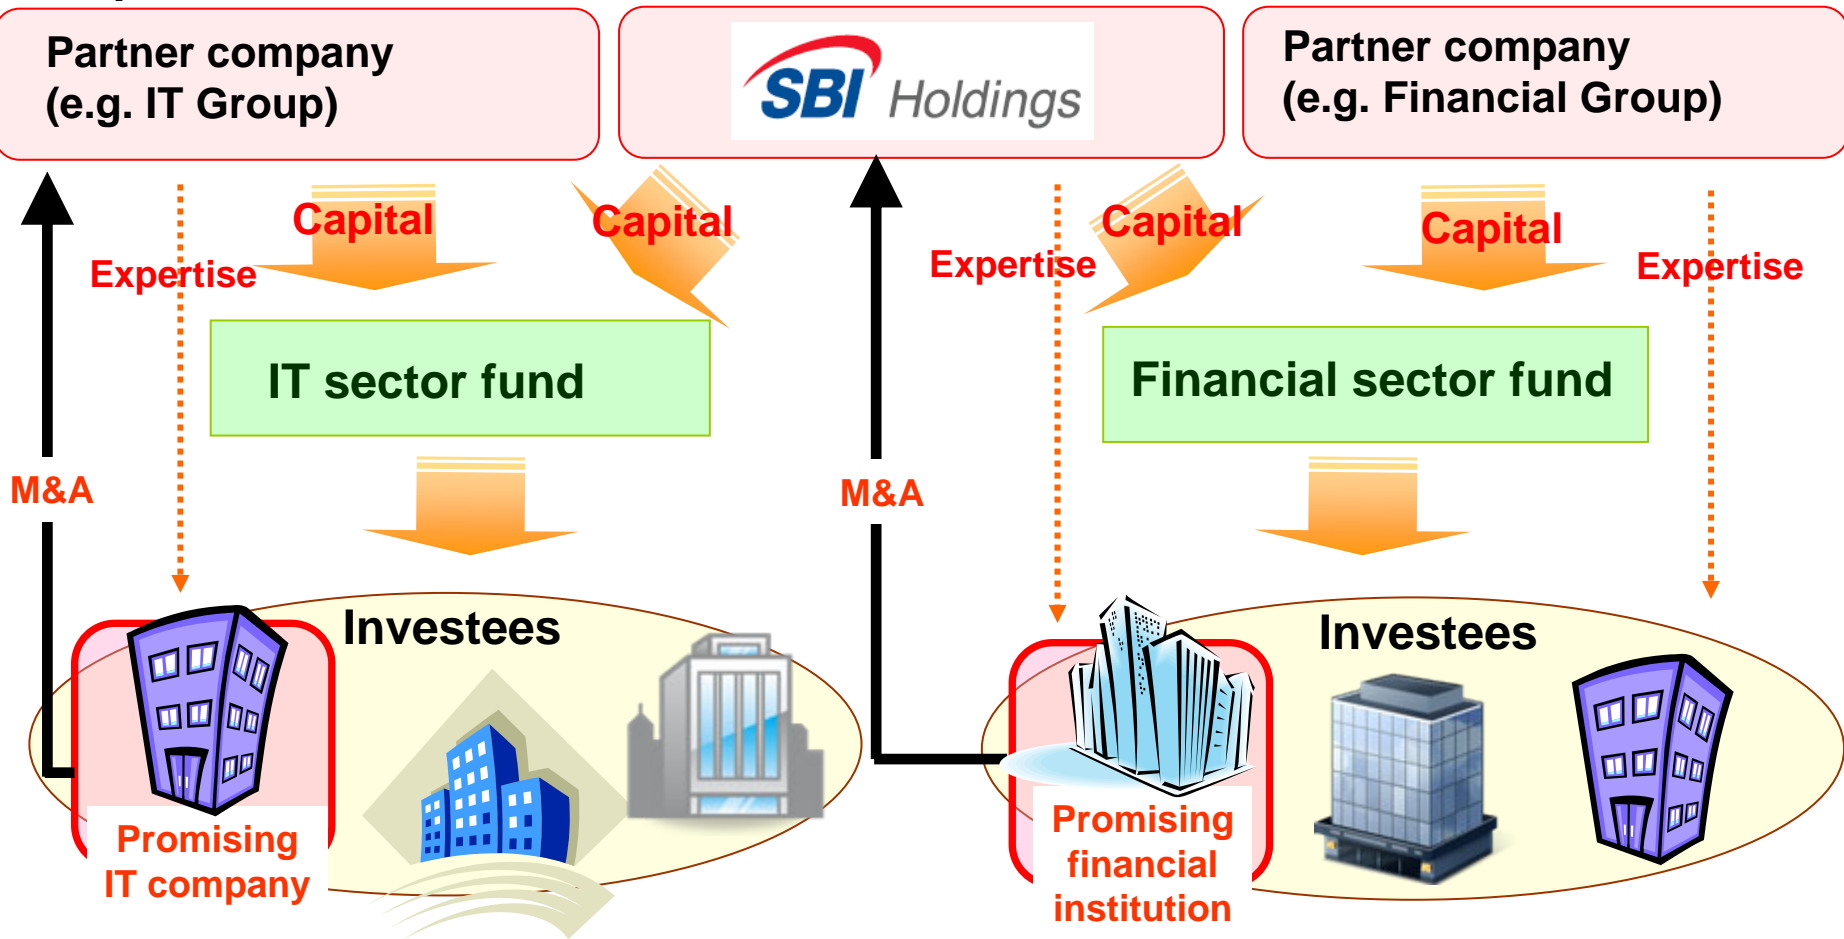 Partner company
(e.g. IT Group)
SBI Holdings
Partner company
(e.g. Financial Group)
Capital
Capital
Expertise
Capital
Capital
Expertise
Expertise
IT sector fund
Financial sector fund
M&A
M&A
Investees
Investees
Promising
IT company
Promising
financial
institution